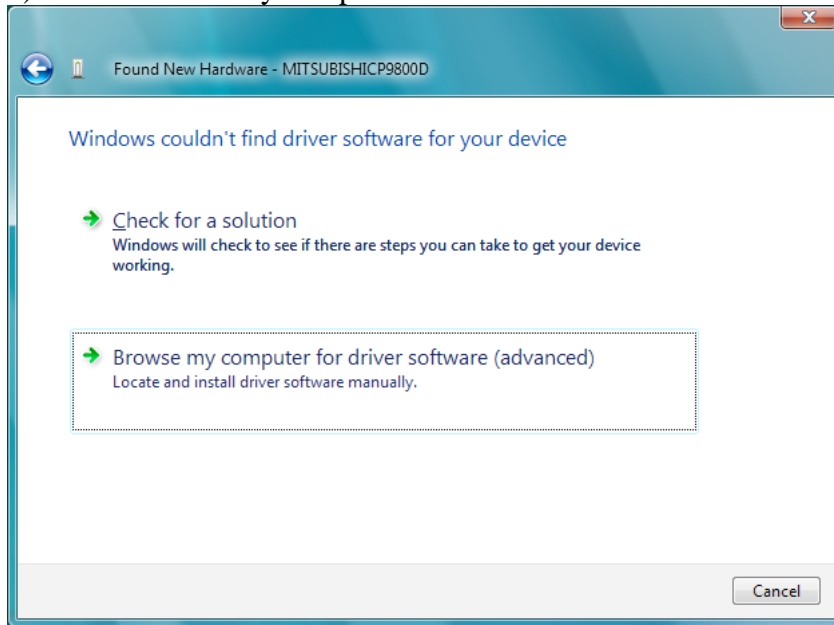 Found New Hardware - MITSUBISHICP9800D
Windows couldn't find driver software for your device
Check for a solution
Windows will check to see if there are steps you can take to get your device
working.
Browse my computer for driver software (advanced)
Locate and install driver software manually.
Cancel